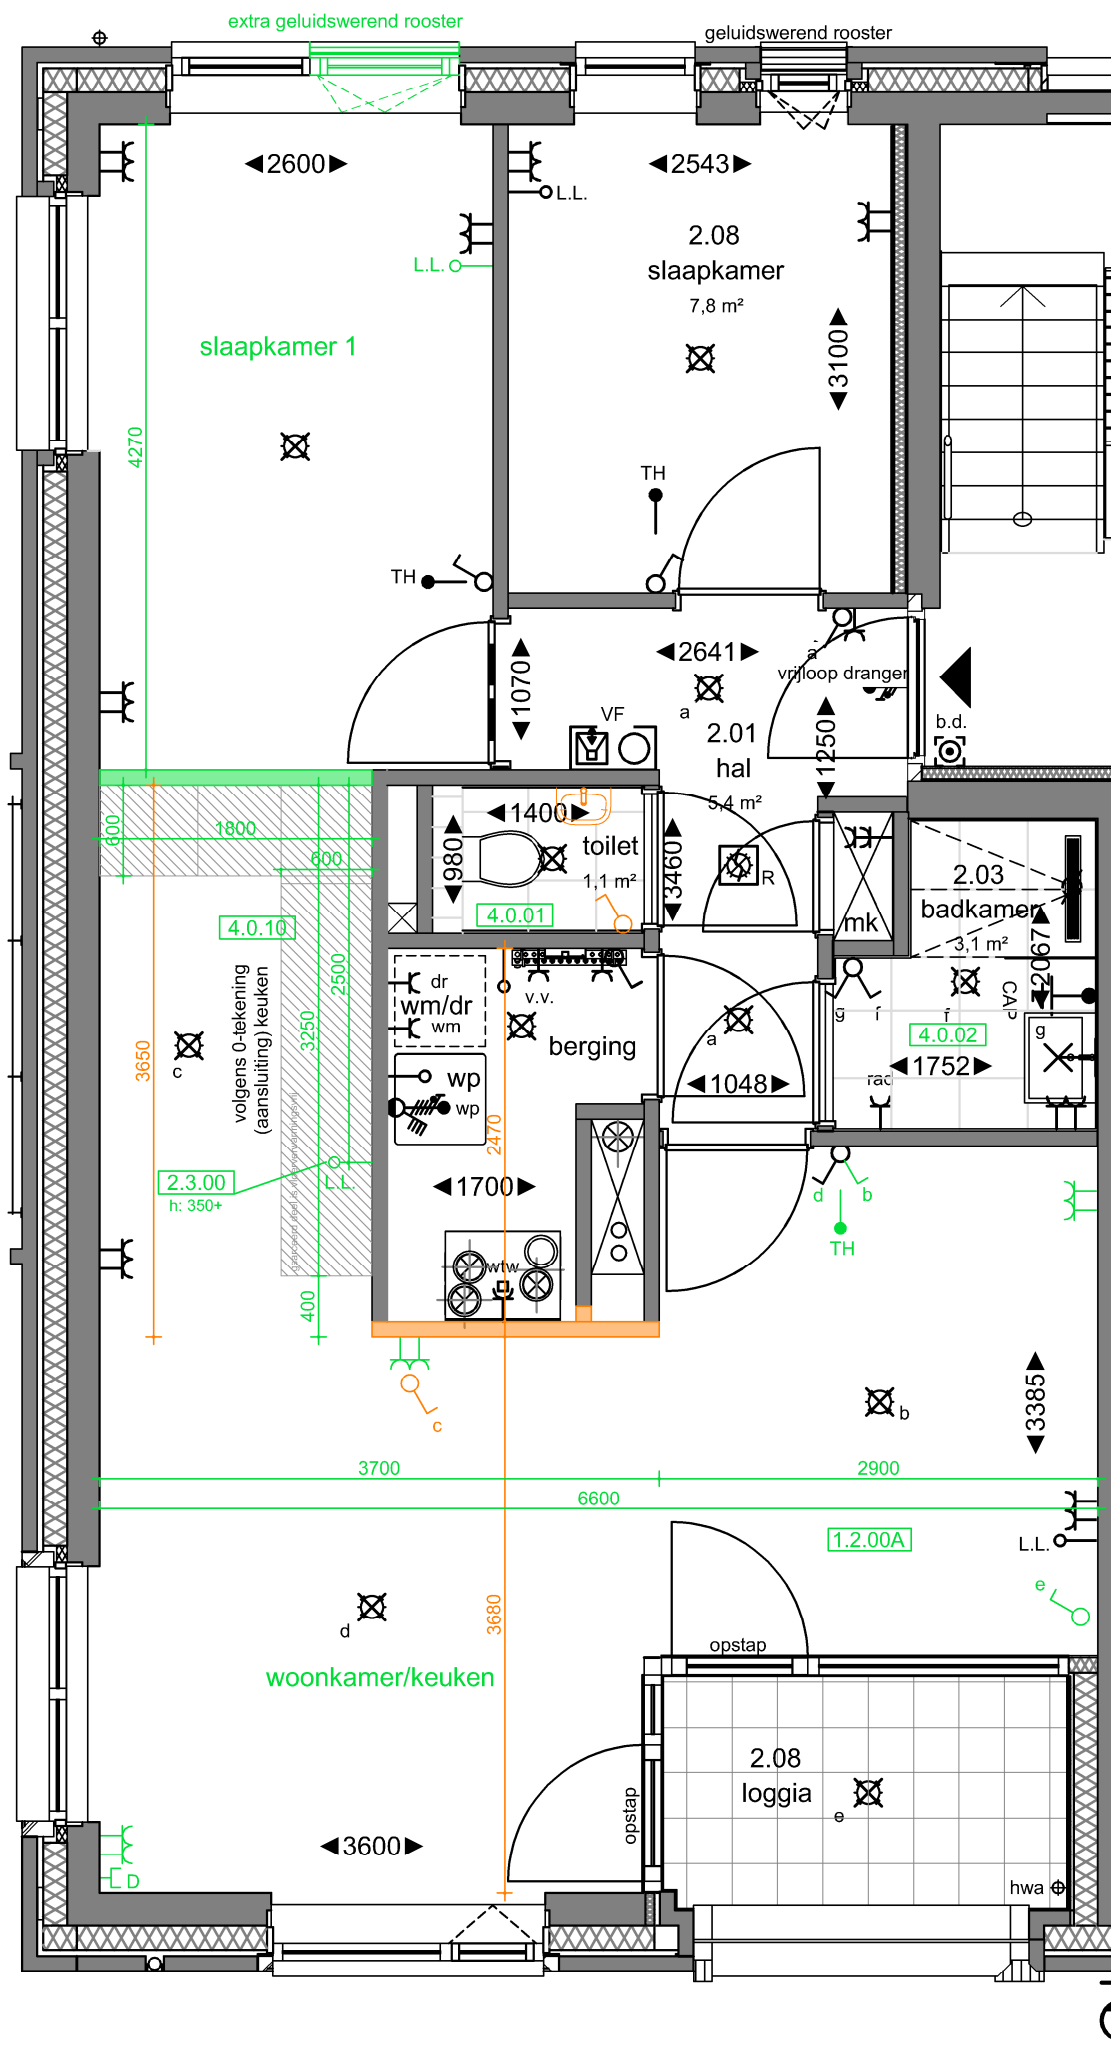 extra geluidswerend rooster
geluidswerend rooster
2600
2543
L.L.
2.08
slaapkamer
7,8 m²
L.L.
slaapkamer 1
3100
4270
TH
TH
a
2641
vrijloop dranger
1070
a
VF
2.01
hal
5,4 m²
1250
b.d.
600
1800
600
1400
980
toilet
1,1 m²
3460
R
mk
2.03
badkamer
3,1 m²
2067
4.0.10
4.0.01
2500
3250
3650
c
volgens 0-tekening
(aansluiting) keuken
dr
wm/dr
wm
v.v.
berging
a
g
f
f
4.0.02
g
1752
rad
1048
wp
wp
2470
2.3.00
h: 350+
L.L.
1700
d
b
TH
wtw
400
c
b
3385
3700
2900
6600
1.2.00A
L.L.
e
d
3680
opstap
woonkamer/keuken
2.08
loggia
e
opstap
3600
D
hwa